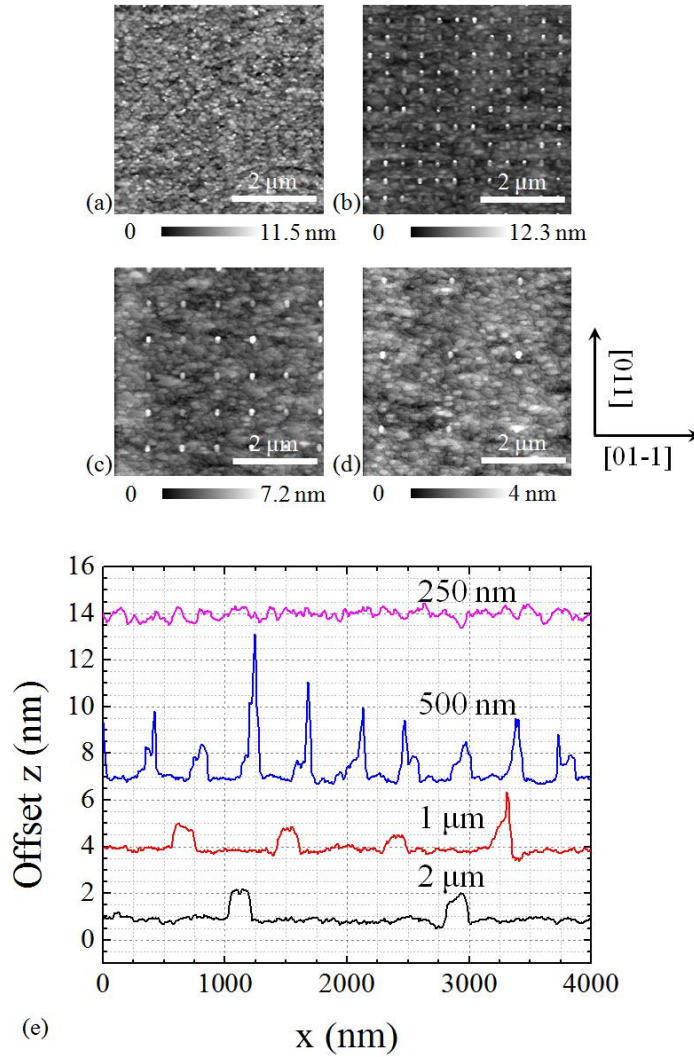 2 μm
2 μm
(a)
(b)
0 11.5 nm
0 12.3 nm
2 μm
2 μm
(c)
(d)
0 7.2 nm
0 4 nm
[011]
[01-1]
16
14
12
10
8
6
4
2
0
Offset z (nm)
250 nm
500 nm
1 μm
2 μm
0 1000 2000 3000 4000
(e)
x (nm)